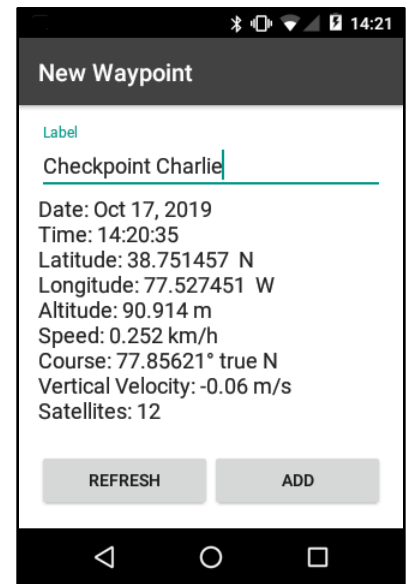 14:21
New Waypoint
Label
Checkpoint Charlie
Date: Oct 17, 2019
Time: 14:20:35
Latitude: 38.751457  N
Longitude: 77.527451  W
Altitude: 90.914 m
Speed: 0.252 km/h
Course: 77.85621° true N
Vertical Velocity: -0.06 m/s
Satellites: 12
REFRESH ADD